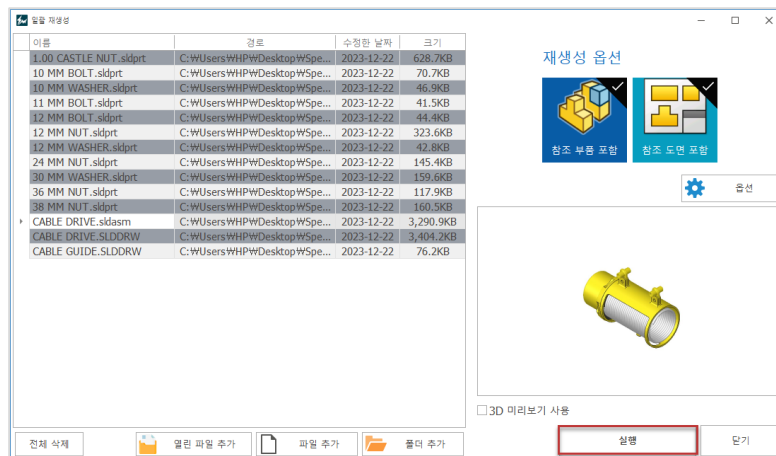 일괄 재생성
이름 경로 수정한 날짜 크기
1.00 CASTLE NUT.sldprt C:₩Users₩HP₩Desktop₩Spe... 2023-12-22 628.7KB
10 MM BOLT.sldprt C:₩Users₩HP₩Desktop₩Spe... 2023-12-22 70.7KB
10 MM WASHER.sldprt C:₩Users₩HP₩Desktop₩Spe... 2023-12-22 46.9KB
11 MM BOLT.sldprt C:₩Users₩HP₩Desktop₩Spe... 2023-12-22 41.5KB
12 MM BOLT.sldprt C:₩Users₩HP₩Desktop₩Spe... 2023-12-22 44.4KB
12 MM NUT.sldprt C:₩Users₩HP₩Desktop₩Spe... 2023-12-22 323.6KB
12 MM WASHER.sldprt C:₩Users₩HP₩Desktop₩Spe... 2023-12-22 42.8KB
24 MM NUT.sldprt C:₩Users₩HP₩Desktop₩Spe... 2023-12-22 145.4KB
30 MM WASHER.sldprt C:₩Users₩HP₩Desktop₩Spe... 2023-12-22 159.6KB
36 MM NUT.sldprt C:₩Users₩HP₩Desktop₩Spe... 2023-12-22 117.9KB
38 MM NUT.sldprt C:₩Users₩HP₩Desktop₩Spe... 2023-12-22 160.5KB
CABLE DRIVE.sldasm C:₩Users₩HP₩Desktop₩Spe... 2023-12-22 3,290.9KB
CABLE DRIVE.SLDDRW C:₩Users₩HP₩Desktop₩Spe... 2023-12-22 3,404.2KB
CABLE GUIDE.SLDDRW C:₩Users₩HP₩Desktop₩Spe... 2023-12-22 76.2KB
재생성 옵션
참조 부품 포함 참조 도면 포함
옵션
3D 미리보기 사용
전체 삭제 열린 파일 추가 파일 추가 폴더 추가 실행 닫기